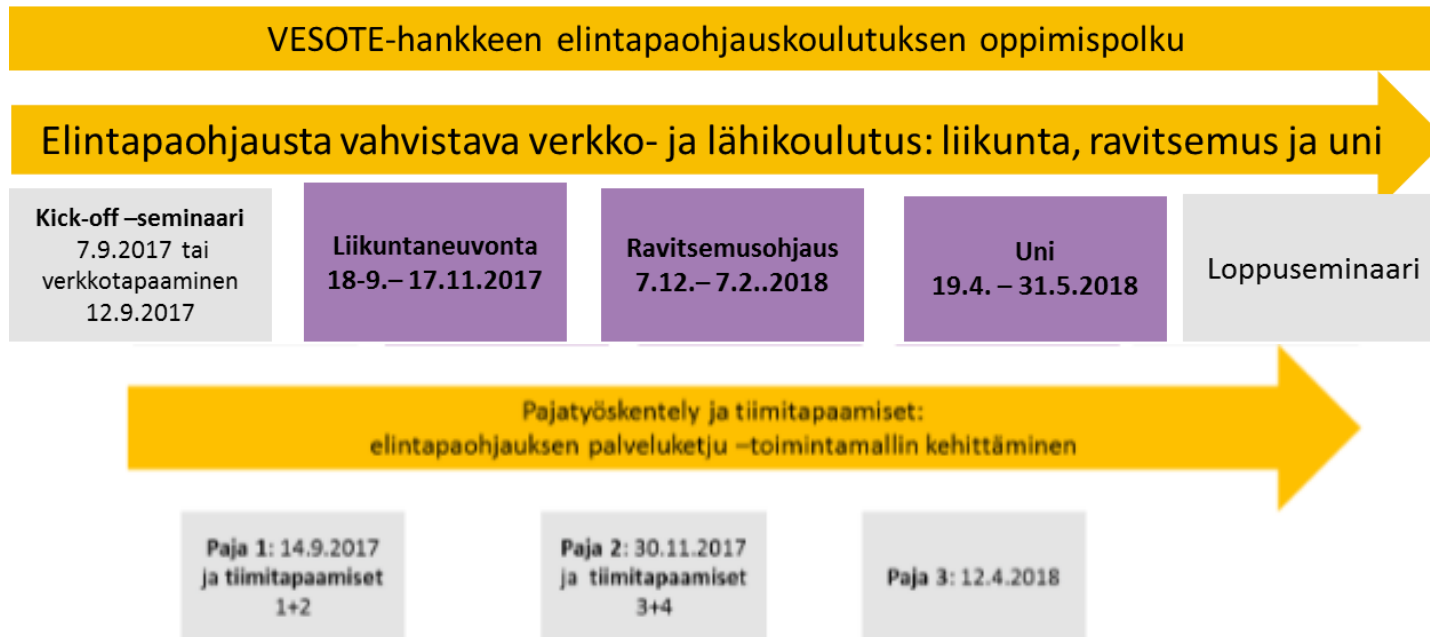 VESOTE-hankkeen elintapaohjauskoulutuksen oppimispolku
Elintapaohjausta vahvistava verkko- ja lähikoulutus: liikunta, ravitsemus ja uni
Kick-off –seminaari
7.9.2017 tai
verkkotapaaminen
12.9.2017
Liikuntaneuvonta
18-9.– 17.11.2017
Ravitsemusohjaus
7.12.– 7.2..2018
Uni
19.4. – 31.5.2018
Loppuseminaari
Pajatyöskentely ja tiimitapaamiset:
elintapaohjauksen palveluketju –toimintamallin kehittäminen
Paja 1: 14.9.2017
ja tiimitapaamiset
1+2
Paja 2: 30.11.2017
ja tiimitapaamiset
3+4
Paja 3: 12.4.2018